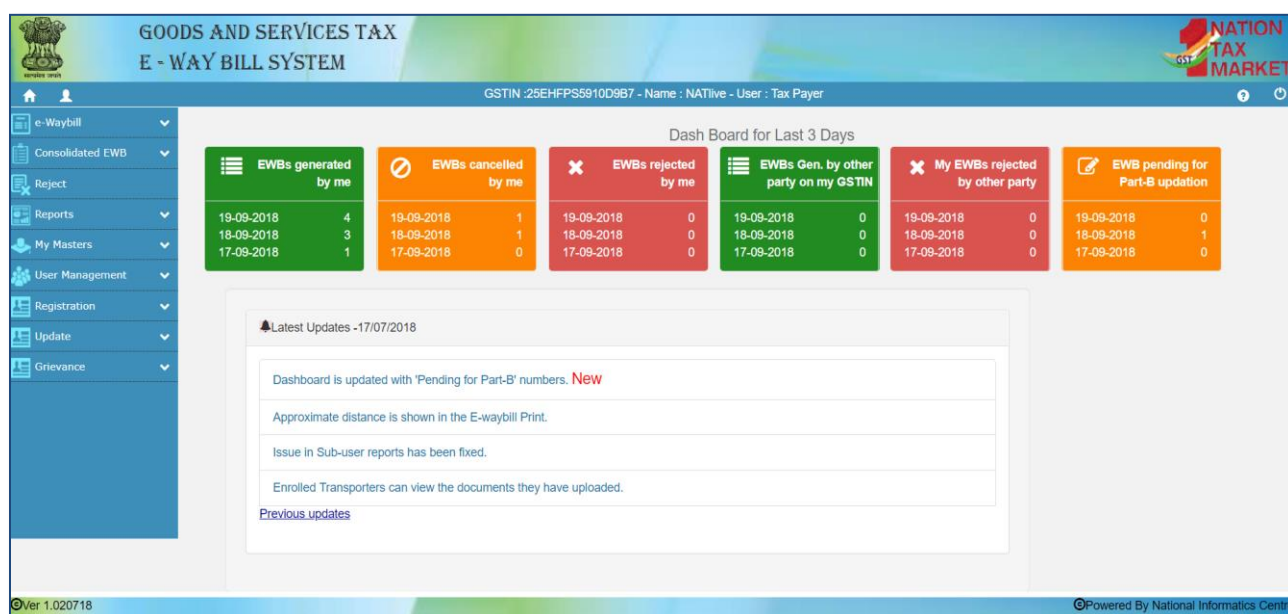 GOODS AND SERVICES TAX
E - WAY BILL SYSTEM
सत्यमेव जयते
GST
1 NATION
TAX
MARKET
GSTIN :25EHFPS5910D9B7 - Name : NATlive - User : Tax Payer
e-Waybill
Consolidated EWB
Reject
Reports
My Masters
User Management
Registration
Update
Grievance
Dash Board for Last 3 Days
EWBs generated
by me
19-09-2018 4
18-09-2018 3
17-09-2018 1
EWBs cancelled
by me
19-09-2018 1
18-09-2018 1
17-09-2018 0
EWBs rejected
by me
19-09-2018 0
18-09-2018 0
17-09-2018 0
EWBs Gen. by other
party on my GSTIN
19-09-2018 0
18-09-2018 0
17-09-2018 0
My EWBs rejected
by other party
19-09-2018 0
18-09-2018 0
17-09-2018 0
EWB pending for
Part-B updation
19-09-2018 0
18-09-2018 1
17-09-2018 0
Latest Updates -17/07/2018
Dashboard is updated with 'Pending for Part-B' numbers. New
Approximate distance is shown in the E-waybill Print.
Issue in Sub-user reports has been fixed.
Enrolled Transporters can view the documents they have uploaded.
Previous updates
©Ver 1.020718
©Powered By National Informatics Centr